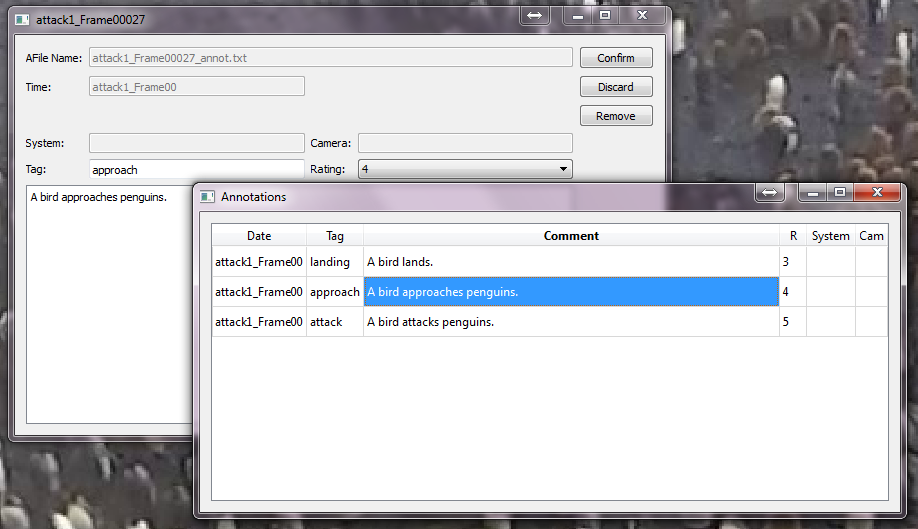 attack1_Frame00027
AFile Name: attack1_Frame00027_annot.txt Confirm
Time: attack1_Frame00 Discard
Remove
System: Camera:
Tag: approach Rating: 4
A bird approaches penguins.
Annotations
Date Tag Comment R System Cam
attack1_Frame00 landing A bird lands. 3
attack1_Frame00 approach A bird approaches penguins. 4
attack1_Frame00 attack A bird attacks penguins. 5